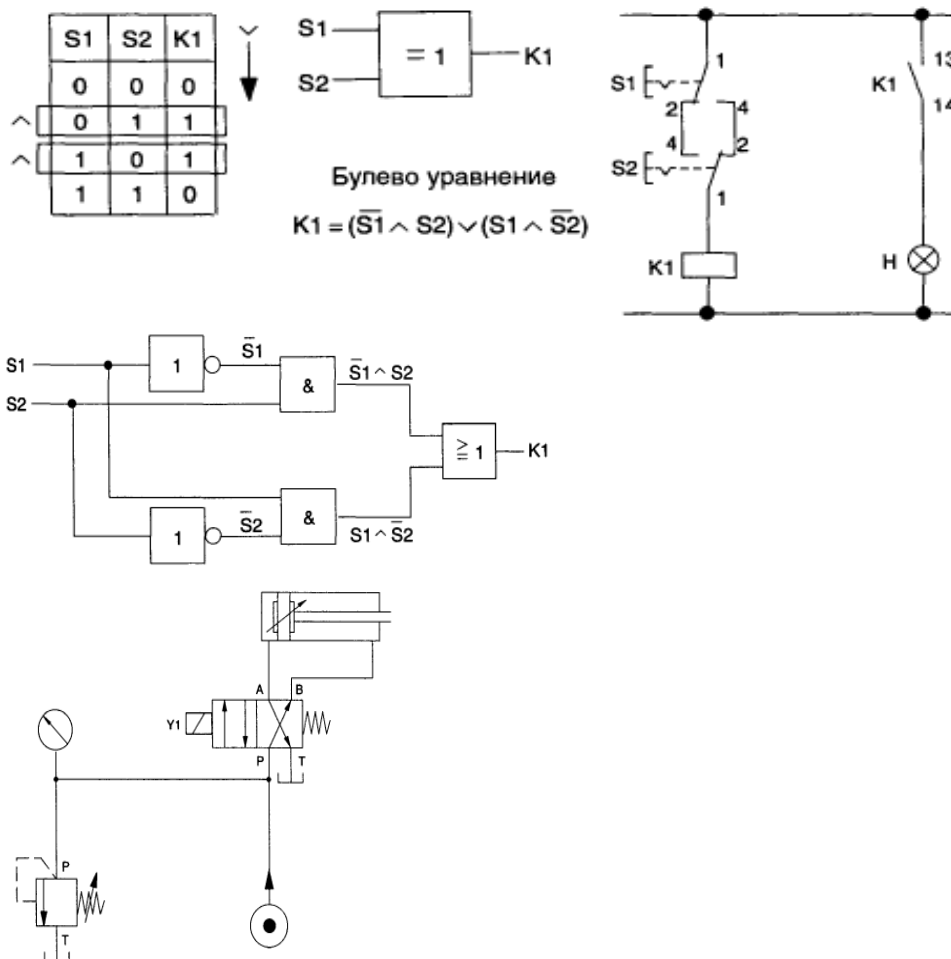 S1 S2 K1
0 0 0
0 1 1
1 0 1
1 1 0
∨
^
^
S1
S2
= 1
K1
Булево уравнение
K1 = (S̅1̅ ^ S2) ∨ (S1 ^ S̅2̅)
1
S1
2 4
4 2
S2
1
K1
13
K1
14
H
S1
S2
1
S̅1
&
S̅1 ^ S2
≥ 1
K1
1
S̅2
&
S1 ^ S̅2
A B
Y1
P T
P
T